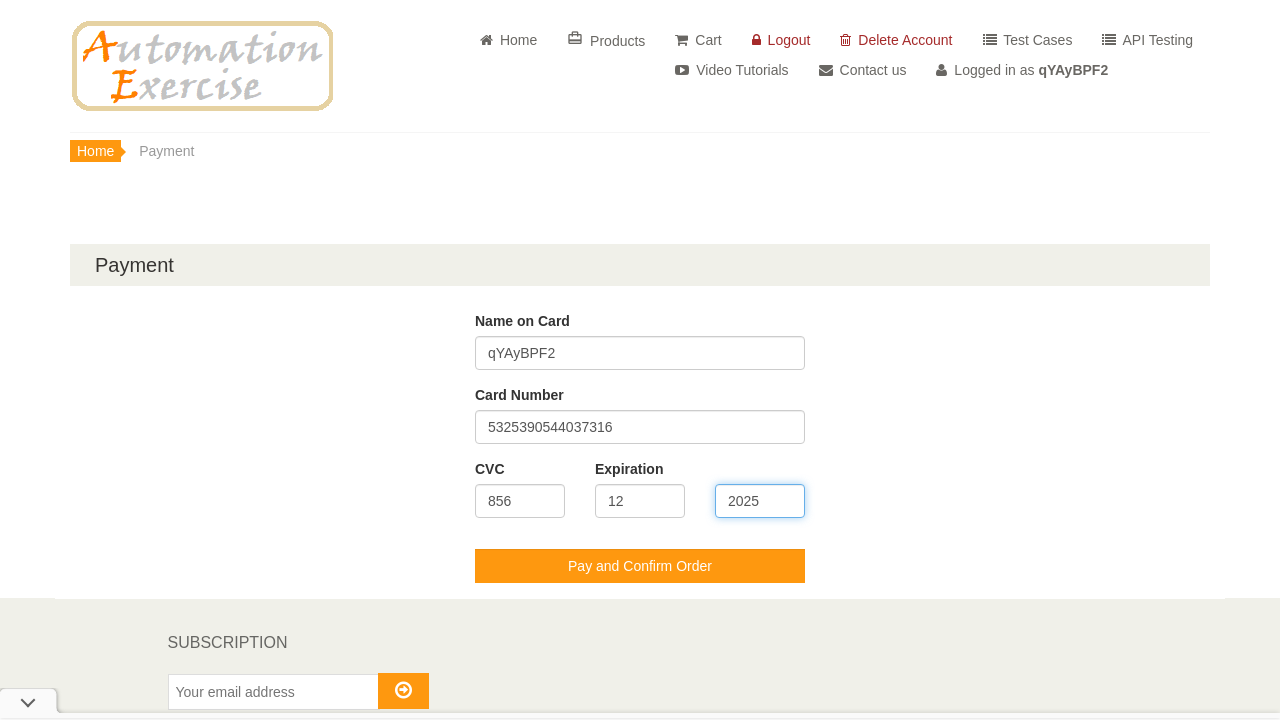 Automation
Exercise
Home
Products
Cart
Logout
Delete Account
Test Cases
API Testing
Video Tutorials
Contact us
Logged in as qYAyBPF2
Home
Payment
Payment
Name on Card
qYAyBPF2
Card Number
5325390544037316
CVC
Expiration
856
12
2025
Pay and Confirm Order
SUBSCRIPTION
Your email address